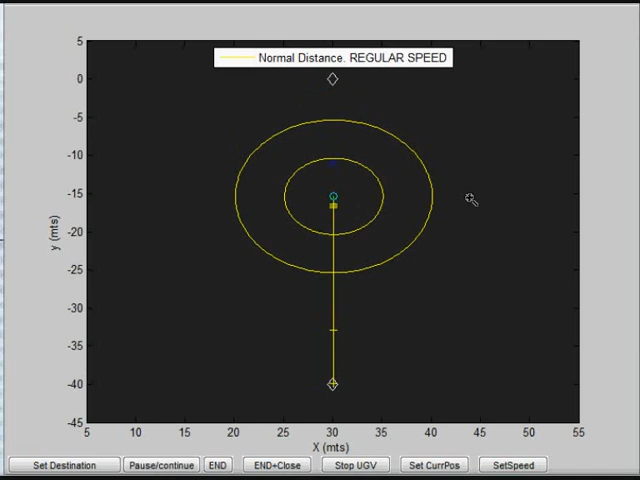 Normal Distance. REGULAR SPEED
5
0
-5
-10
-15
-20
-25
-30
-35
-40
-45
y (mts)
5 10 15 20 25 30 35 40 45 50 55
X (mts)
Set Destination Pause/continue END END+Close Stop UGV Set CurrPos SetSpeed